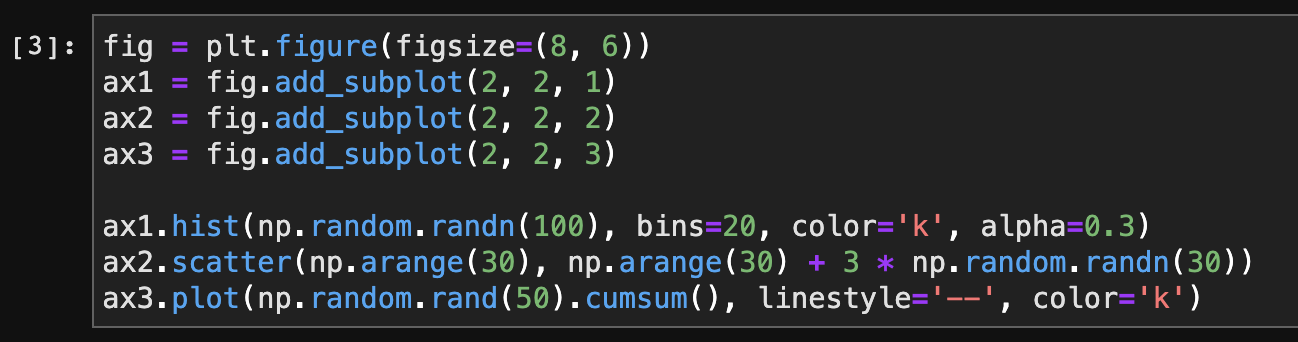 [3]: fig = plt.figure(figsize=(8, 6))
ax1 = fig.add_subplot(2, 2, 1)
ax2 = fig.add_subplot(2, 2, 2)
ax3 = fig.add_subplot(2, 2, 3)

ax1.hist(np.random.randn(100), bins=20, color='k', alpha=0.3)
ax2.scatter(np.arange(30), np.arange(30) + 3 * np.random.randn(30))
ax3.plot(np.random.rand(50).cumsum(), linestyle='--', color='k')